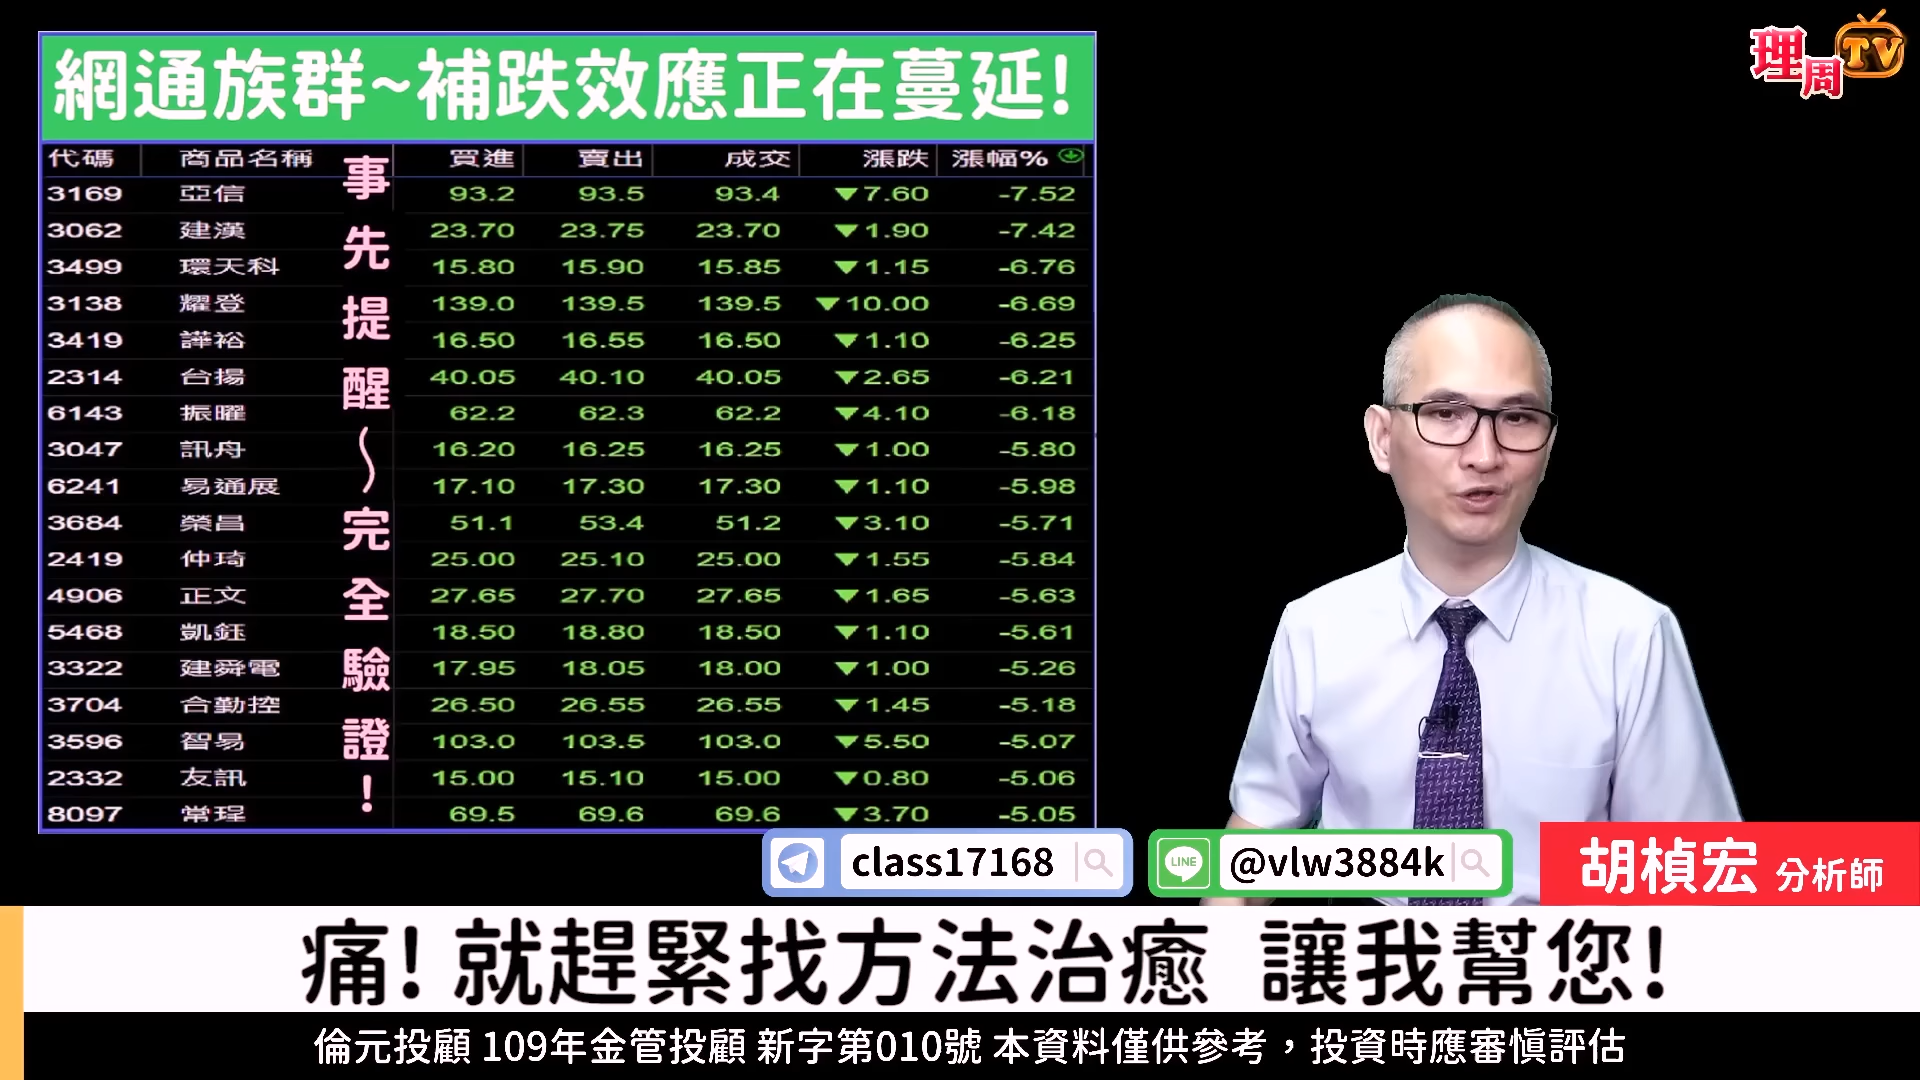 網通族群~補跌效應正在蔓延!
理周TV
代碼 商品名稱 買進 賣出 成交 漲跌 漲幅%
3169 亞信 93.2 93.5 93.4 ▼7.60 -7.52
3062 建漢 23.70 23.75 23.70 ▼1.90 -7.42
3499 環天科 15.80 15.90 15.85 ▼1.15 -6.76
3138 耀登 139.0 139.5 139.5 ▼10.00 -6.69
3419 譁裕 16.50 16.55 16.50 ▼1.10 -6.25
2314 台揚 40.05 40.10 40.05 ▼2.65 -6.21
6143 振曜 62.2 62.3 62.2 ▼4.10 -6.18
3047 訊舟 16.20 16.25 16.25 ▼1.00 -5.80
6241 易通展 17.10 17.30 17.30 ▼1.10 -5.98
3684 榮昌 51.1 53.4 51.2 ▼3.10 -5.71
2419 仲琦 25.00 25.10 25.00 ▼1.55 -5.84
4906 正文 27.65 27.70 27.65 ▼1.65 -5.63
5468 凱鈺 18.50 18.80 18.50 ▼1.10 -5.61
3322 建舜電 17.95 18.05 18.00 ▼1.00 -5.26
3704 合勤控 26.50 26.55 26.55 ▼1.45 -5.18
3596 智易 103.0 103.5 103.0 ▼5.50 -5.07
2332 友訊 15.00 15.10 15.00 ▼0.80 -5.06
8097 常珵 69.5 69.6 69.6 ▼3.70 -5.05
事先提醒～完全驗證！
class17168
LINE @vlw3884k
胡楨宏 分析師
痛! 就趕緊找方法治癒 讓我幫您!
倫元投顧 109年金管投顧 新字第010號 本資料僅供參考，投資時應審慎評估